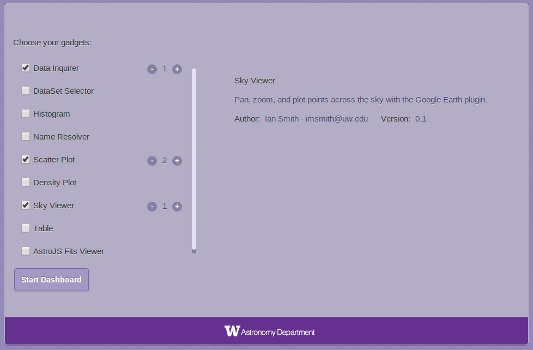 Choose your gadgets:
Data Inquirer - 1 +
DataSet Selector
Histogram
Name Resolver
Scatter Plot - 2 +
Density Plot
Sky Viewer - 1 +
Table
AstroJS Fits Viewer
Start Dashboard
Sky Viewer
Pan, zoom, and plot points across the sky with the Google Earth plugin.
Author: Ian Smith - imsmith@uw.edu Version: 0.1
W Astronomy Department